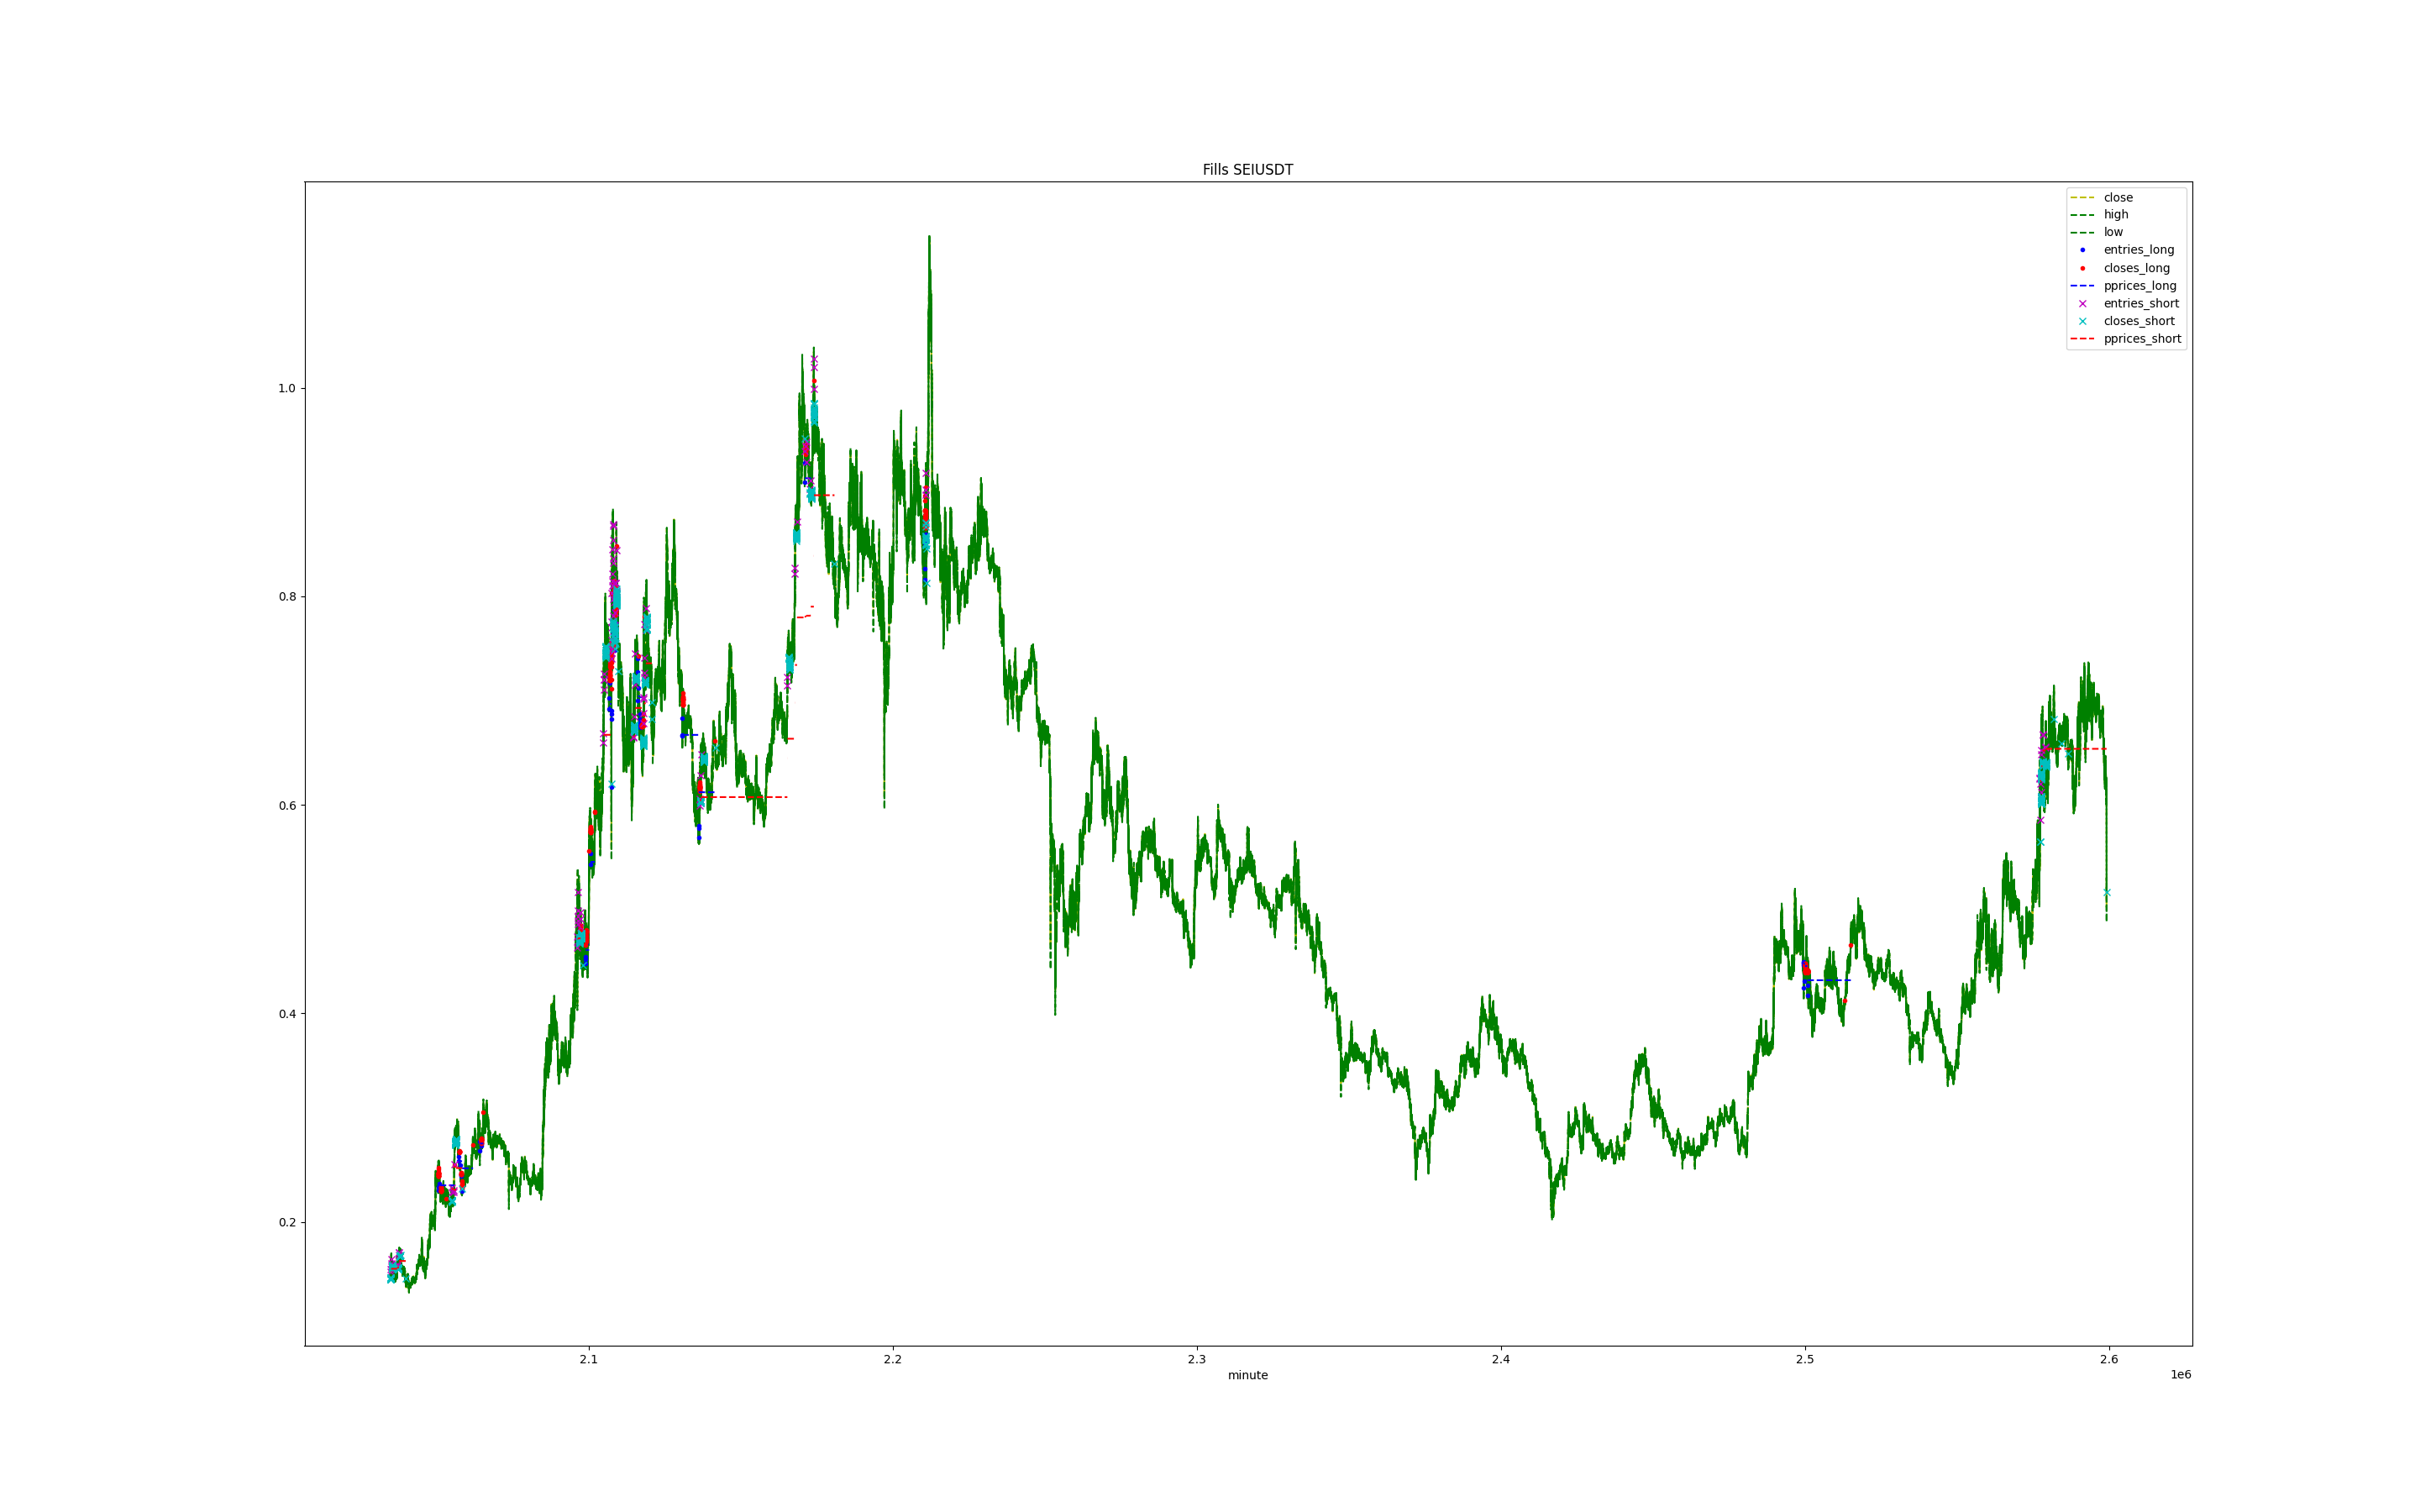 Fills SEIUSDT
close
high
low
entries_long
closes_long
pprices_long
entries_short
closes_short
pprices_short
1.0
0.8
0.6
0.4
0.2
2.1 2.2 2.3 2.4 2.5 2.6
minute
1e6